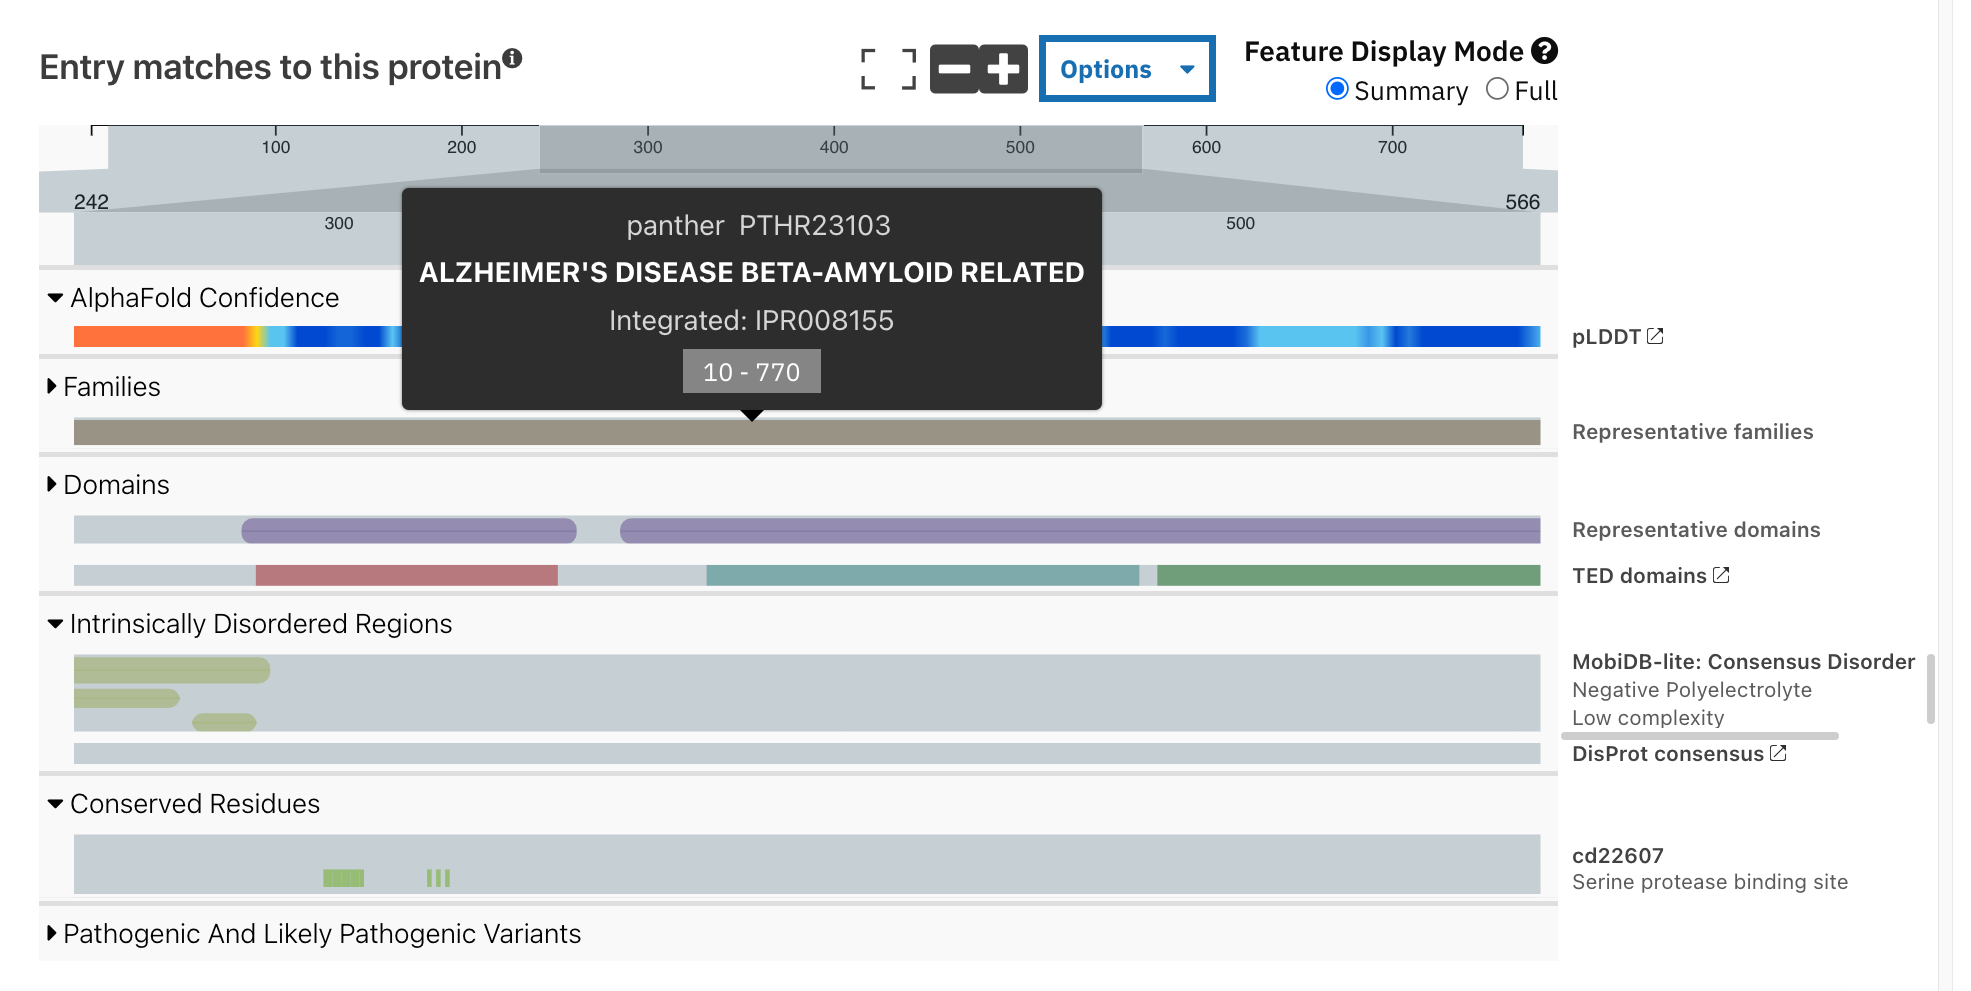 Entry matches to this protein
Options
Feature Display Mode
Summary Full
100 200 300 400 500 600 700
242 566
300 500
panther PTHR23103
ALZHEIMER'S DISEASE BETA-AMYLOID RELATED
Integrated: IPR008155
10 - 770
AlphaFold Confidence
pLDDT
Families
Representative families
Domains
Representative domains
TED domains
Intrinsically Disordered Regions
MobiDB-lite: Consensus Disorder
Negative Polyelectrolyte
Low complexity
DisProt consensus
Conserved Residues
cd22607
Serine protease binding site
Pathogenic And Likely Pathogenic Variants